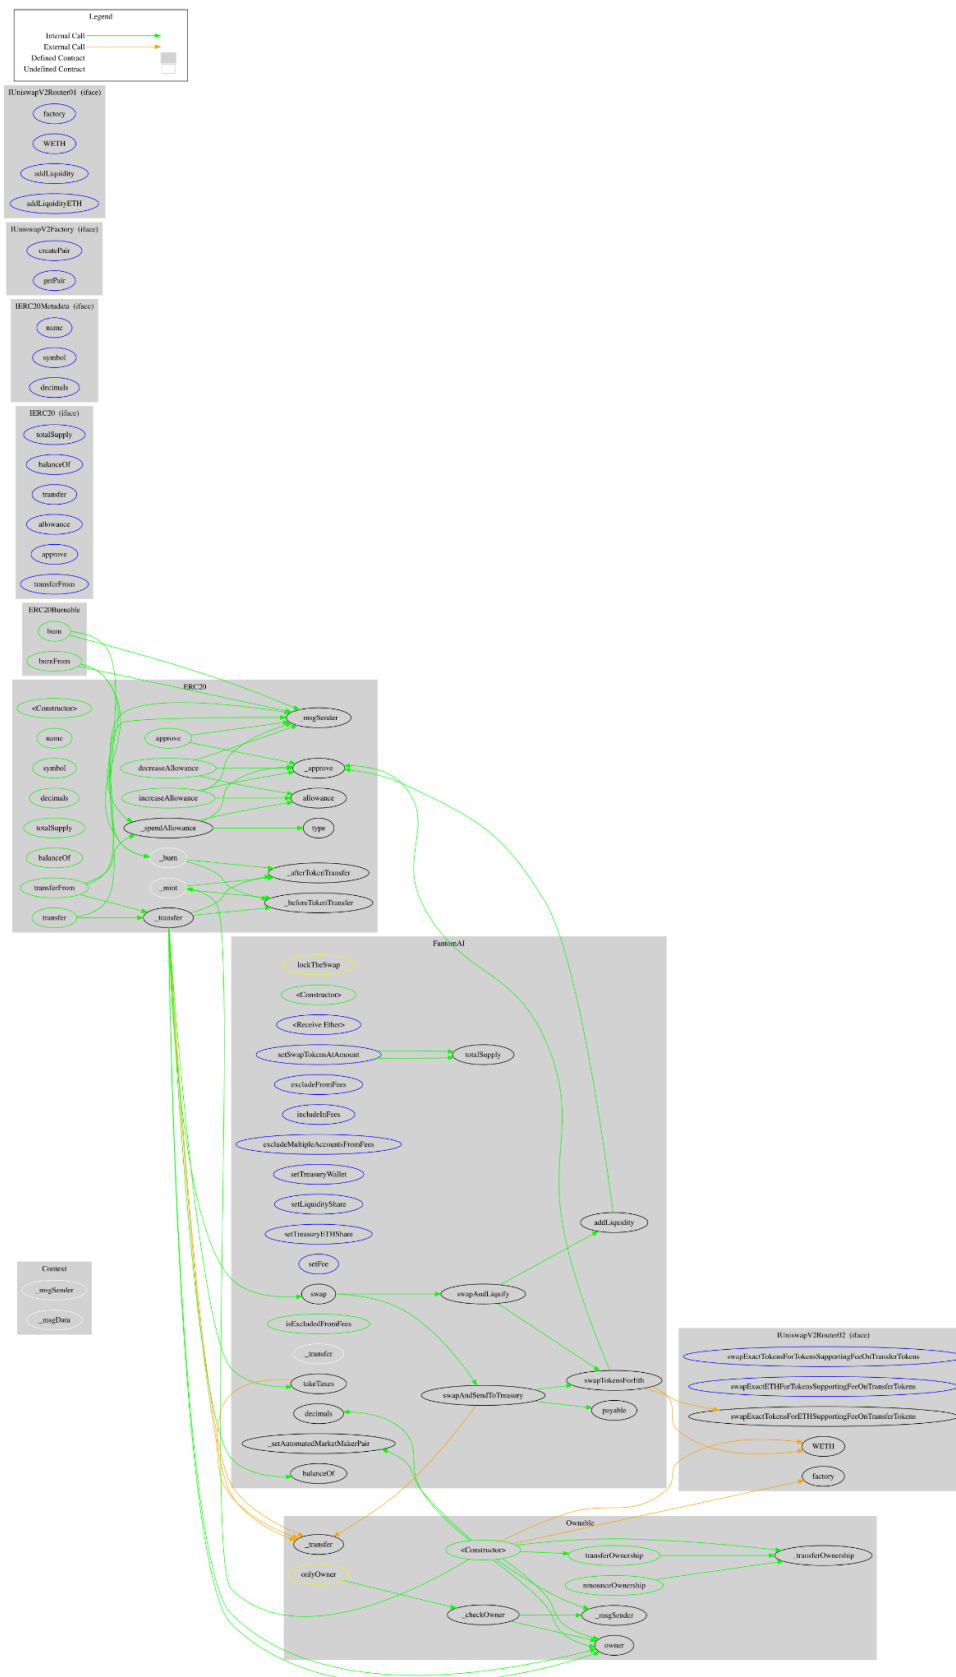 Legend
Internal Call
External Call
Defined Contract
Undefined Contract
IUniswapV2Router01 (iface)
factory
WETH
addLiquidity
addLiquidityETH
IUniswapV2Factory (iface)
createPair
getPair
IERC20Metadata (iface)
name
symbol
decimals
IERC20 (iface)
totalSupply
balanceOf
transfer
allowance
approve
transferFrom
ERC20Burnable
burn
burnFrom
ERC20
<Constructor>
name
symbol
decimals
totalSupply
balanceOf
transferFrom
transfer
approve
decreaseAllowance
increaseAllowance
_spendAllowance
_burn
_mint
_transfer
_msgSender
_approve
allowance
type
_afterTokenTransfer
_beforeTokenTransfer
FantomAI
lockTheSwap
<Constructor>
<Receive Ether>
setSwapTokensAtAmount
totalSupply
excludeFromFees
includeInFees
excludeMultipleAccountsFromFees
setTreasuryWallet
setLiquidityShare
setTreasuryETHShare
setFee
swap
isExcludedFromFees
_transfer
takeTaxes
decimals
_setAutomatedMarketMakerPair
balanceOf
swapAndLiquify
swapAndSendToTreasury
addLiquidity
swapTokensForEth
payable
Context
_msgSender
_msgData
IUniswapV2Router02 (iface)
swapExactTokensForTokensSupportingFeeOnTransferTokens
swapExactETHForTokensSupportingFeeOnTransferTokens
swapExactTokensForETHSupportingFeeOnTransferTokens
WETH
factory
Ownable
_transfer
onlyOwner
<Constructor>
_checkOwner
transferOwnership
renounceOwnership
_msgSender
owner
_transferOwnership